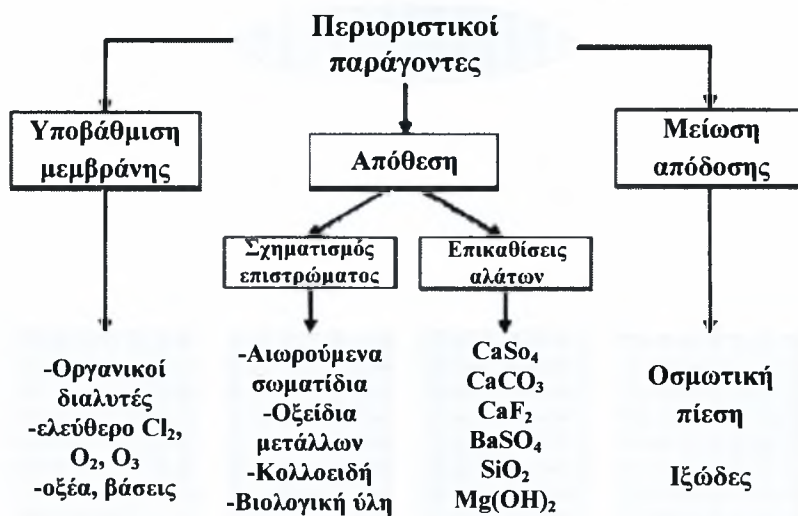 Περιοριστικοί
παράγοντες
Υποβάθμιση
μεμβράνης
Απόθεση
Μείωση
απόδοσης
Σχηματισμός
επιστρώματος
Επικαθίσεις
αλάτων
-Οργανικοί
διαλυτές
-ελεύθερο Cl₂,
O₂, O₃
-οξέα, βάσεις
-Αιωρούμενα
σωματίδια
-Οξείδια
μετάλλων
-Κολλοειδή
-Βιολογική ύλη
CaSo₄
CaCO₃
CaF₂
BaSO₄
SiO₂
Mg(OH)₂
Οσμωτική
πίεση
Ιξώδες